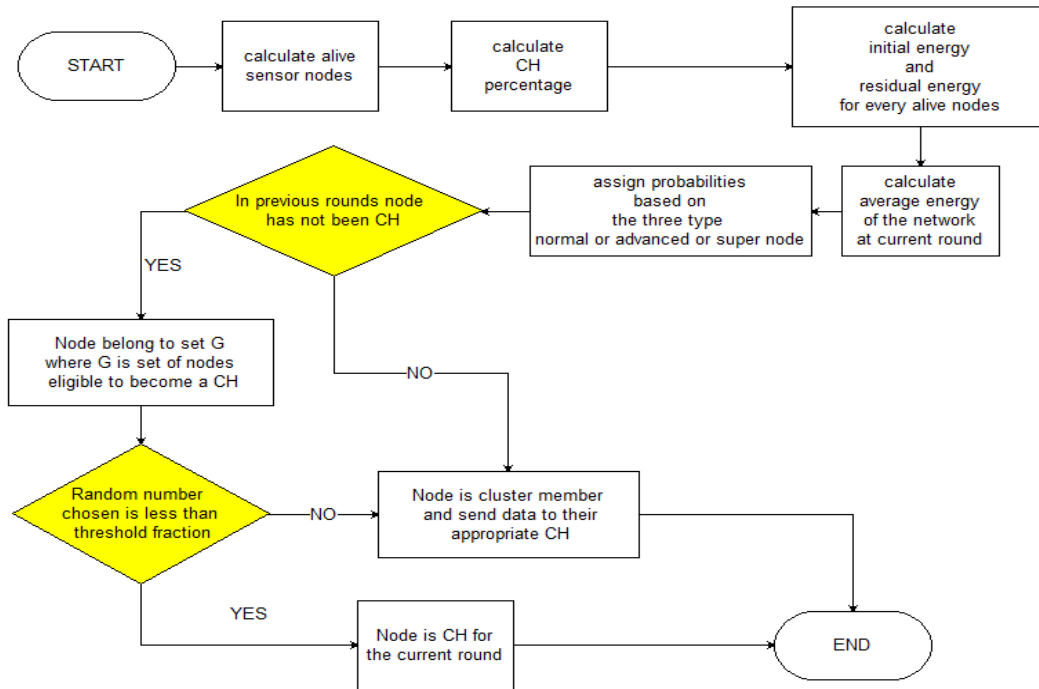 START
calculate alive
sensor nodes
calculate
CH
percentage
calculate
initial energy
and
residual energy
for every alive nodes
In previous rounds node
has not been CH
assign probabilities
based on
the three type
normal or advanced or super node
calculate
average energy
of the network
at current round
YES
Node belong to set G
where G is set of nodes
eligible to become a CH
NO
Random number
chosen is less than
threshold fraction
NO
Node is cluster member
and send data to their
appropriate CH
YES
Node is CH for
the current round
END